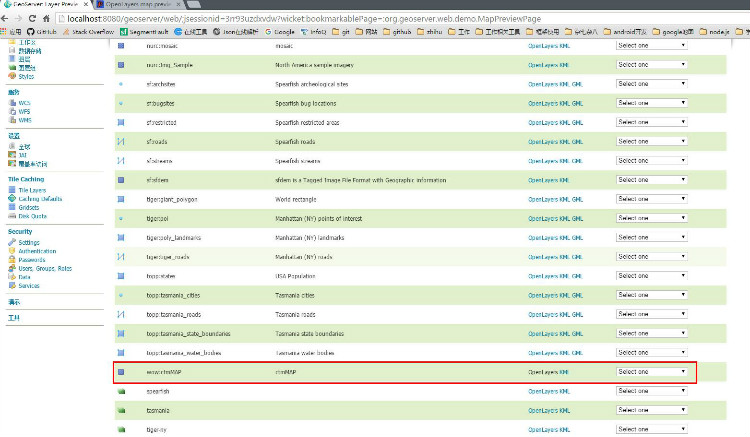 GeoServer Layer Previe
OpenLayers map previ
localhost:8080/geoserver/web/;jsessionid=3rr93uzdxvdw?wicket:bookmarkablePage=:org.geoserver.web.demo.MapPreviewPage
应用 GitHub Stack Overflow SegmentFault 在线工具 Json在线解析 Google InfoQ git 网站 github zhihu 工作 工作相关工具 框架使用 杂七杂八 android开发 google地图 node.js
工作区
数据存储
图层
图层组
Styles
服务
WCS
WFS
WMS
设置
全球
JAI
覆盖率访问
Tile Caching
Tile Layers
Caching Defaults
Gridsets
Disk Quota
Security
Settings
Authentication
Passwords
Users, Groups, Roles
Data
Services
演示
工具
nurc:mosaic mosaic OpenLayers KML Select one
nurc:Img_Sample North America sample imagery OpenLayers KML Select one
sf:archsites Spearfish archeological sites OpenLayers KML GML Select one
sf:bugsites Spearfish bug locations OpenLayers KML GML Select one
sf:restricted Spearfish restricted areas OpenLayers KML GML Select one
sf:roads Spearfish roads OpenLayers KML GML Select one
sf:streams Spearfish streams OpenLayers KML GML Select one
sf:sfdem sfdem is a Tagged Image File Format with Geographic information OpenLayers KML Select one
tiger:giant_polygon World rectangle OpenLayers KML GML Select one
tiger:poi Manhattan (NY) points of interest OpenLayers KML GML Select one
tiger:poly_landmarks Manhattan (NY) landmarks OpenLayers KML GML Select one
tiger:tiger_roads Manhattan (NY) roads OpenLayers KML GML Select one
topp:states USA Population OpenLayers KML GML Select one
topp:tasmania_cities Tasmania cities OpenLayers KML GML Select one
topp:tasmania_roads Tasmania roads OpenLayers KML GML Select one
topp:tasmania_state_boundaries Tasmania state boundaries OpenLayers KML GML Select one
topp:tasmania_water_bodies Tasmania water bodies OpenLayers KML GML Select one
OpenLayers KML Select one
spearfish OpenLayers KML Select one
tasmania OpenLayers KML Select one
tiger-ny OpenLayers KML Select one